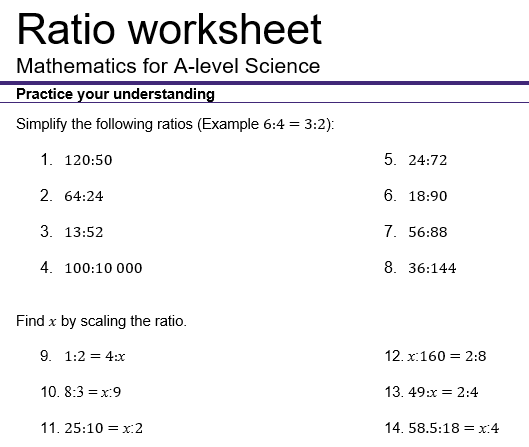 Ratio worksheet
Mathematics for A-level Science
Practice your understanding
Simplify the following ratios (Example 6:4 = 3:2):
1. 120:50
2. 64:24
3. 13:52
4. 100:10 000
5. 24:72
6. 18:90
7. 56:88
8. 36:144
Find x by scaling the ratio.
9. 1:2 = 4:x
10. 8:3 = x:9
11. 25:10 = x:2
12. x:160 = 2:8
13. 49:x = 2:4
14. 58.5:18 = x:4